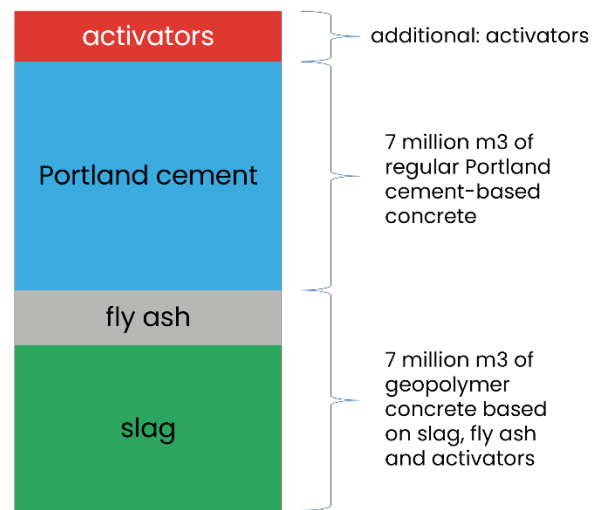 activators
additional: activators
Portland cement
7 million m3 of
regular Portland
cement-based
concrete
fly ash
slag
7 million m3 of
geopolymer
concrete based
on slag, fly ash
and activators